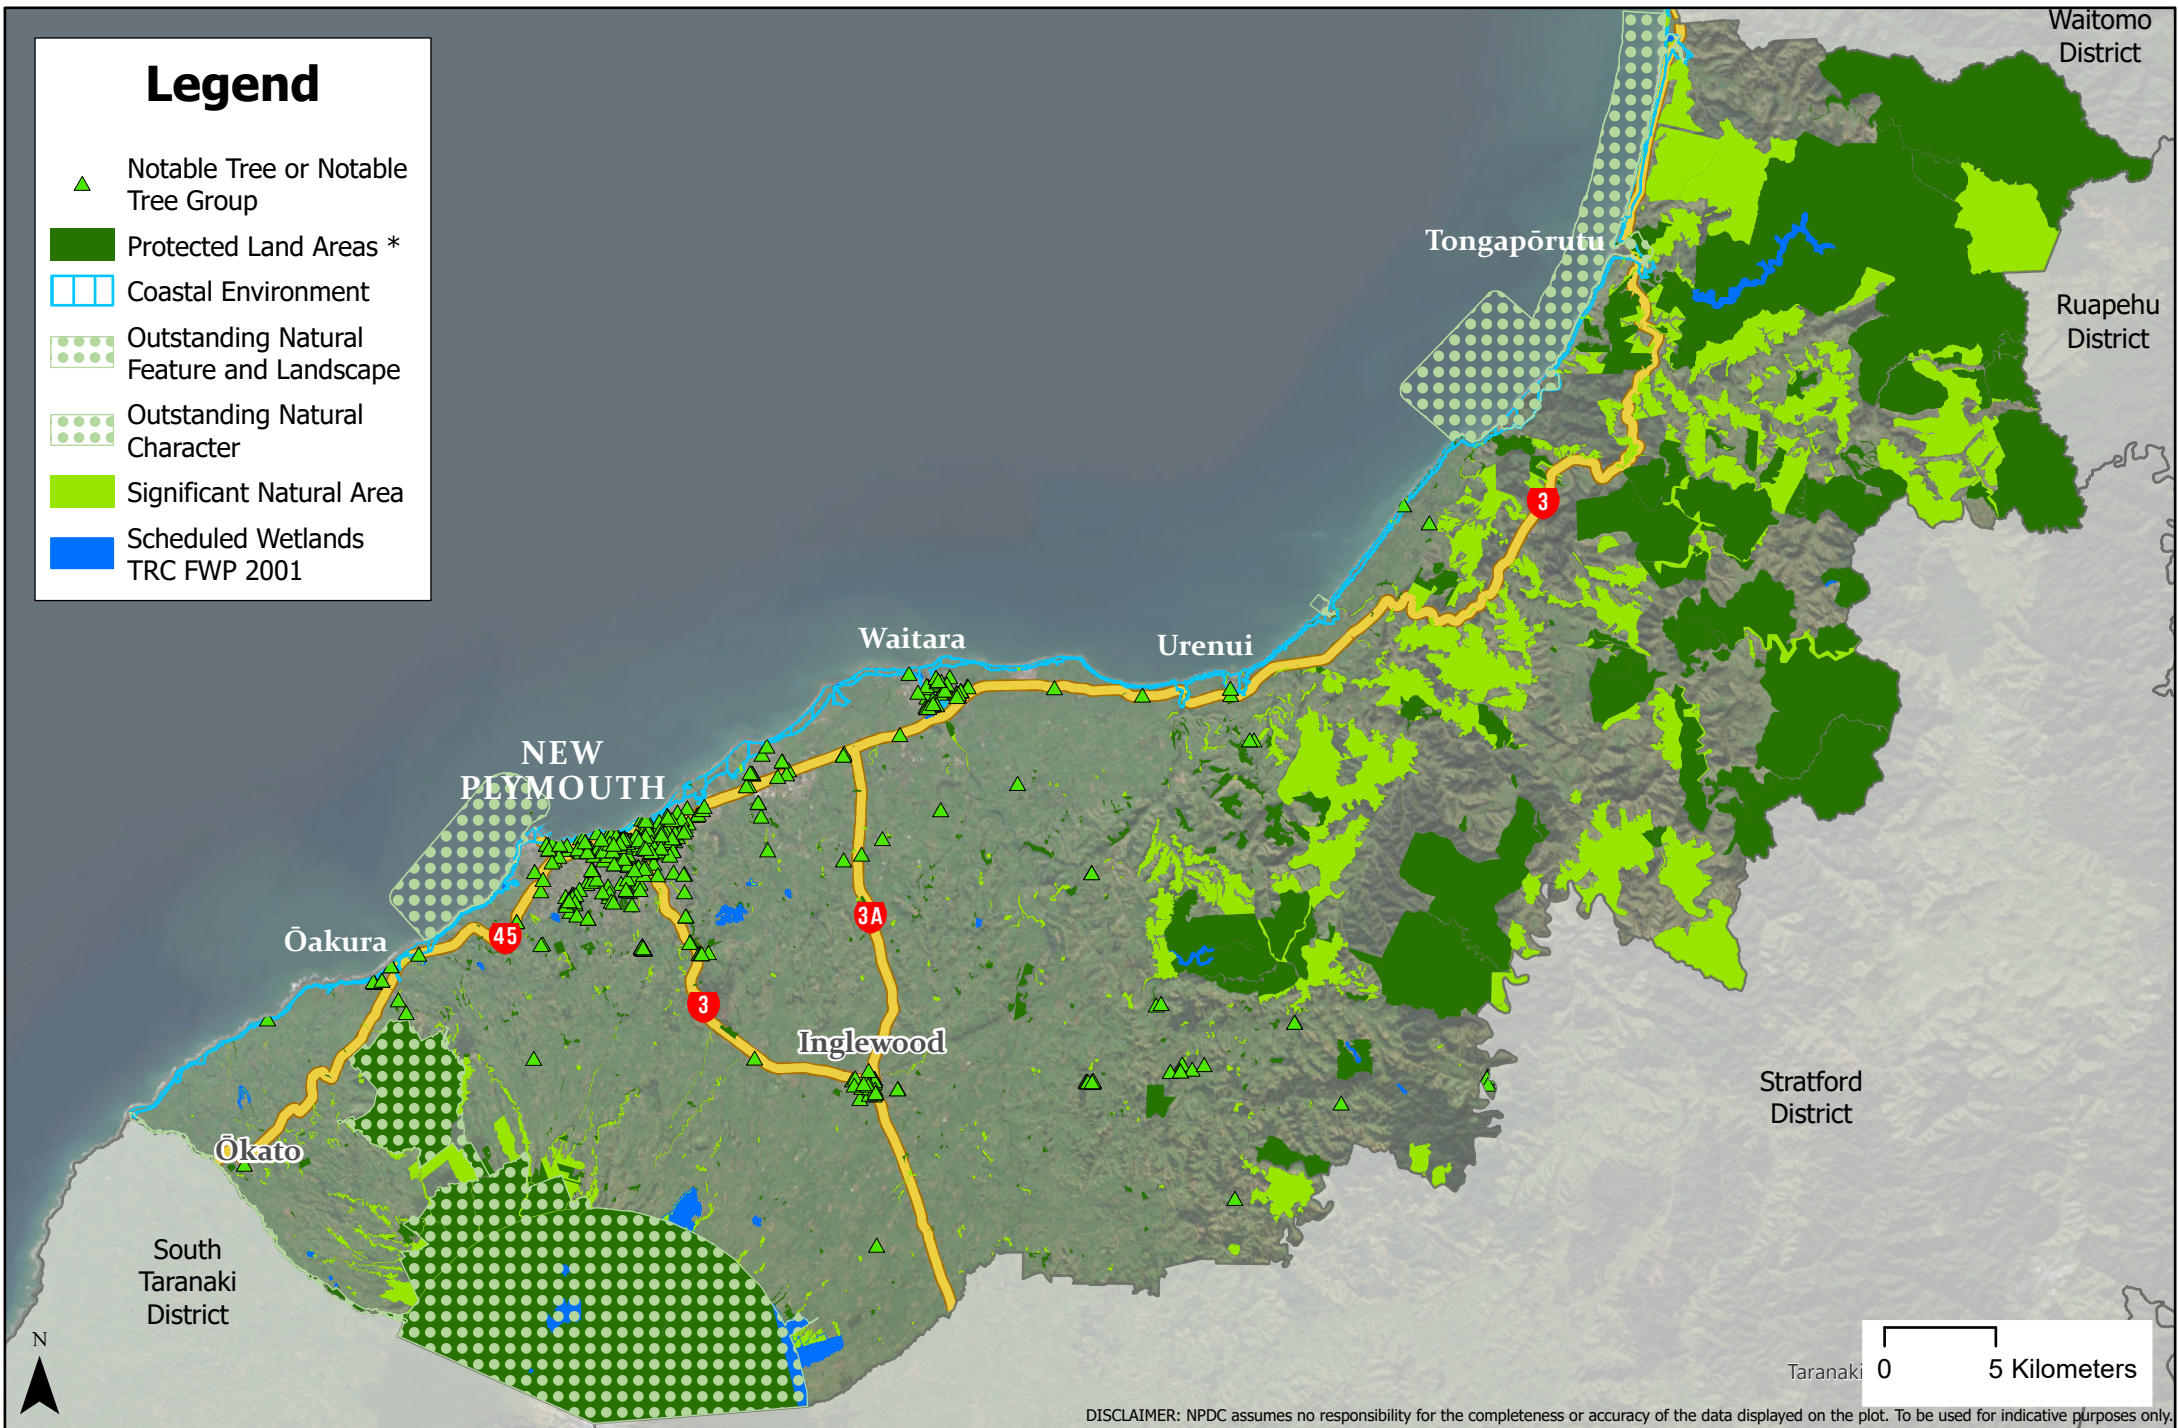 Legend
Notable Tree or Notable
Tree Group
Protected Land Areas *
Coastal Environment
Outstanding Natural
Feature and Landscape
Outstanding Natural
Character
Significant Natural Area
Scheduled Wetlands
TRC FWP 2001
Waitomo
District
Tongapōrutu
Ruapehu
District
3
Waitara
Urenui
NEW
PLYMOUTH
3A
45
Ōakura
3
Inglewood
Stratford
District
Ōkato
South
Taranaki
District
N
Taranaki
0
5 Kilometers
DISCLAIMER: NPDC assumes no responsibility for the completeness or accuracy of the data displayed on the plot. To be used for indicative purposes only.